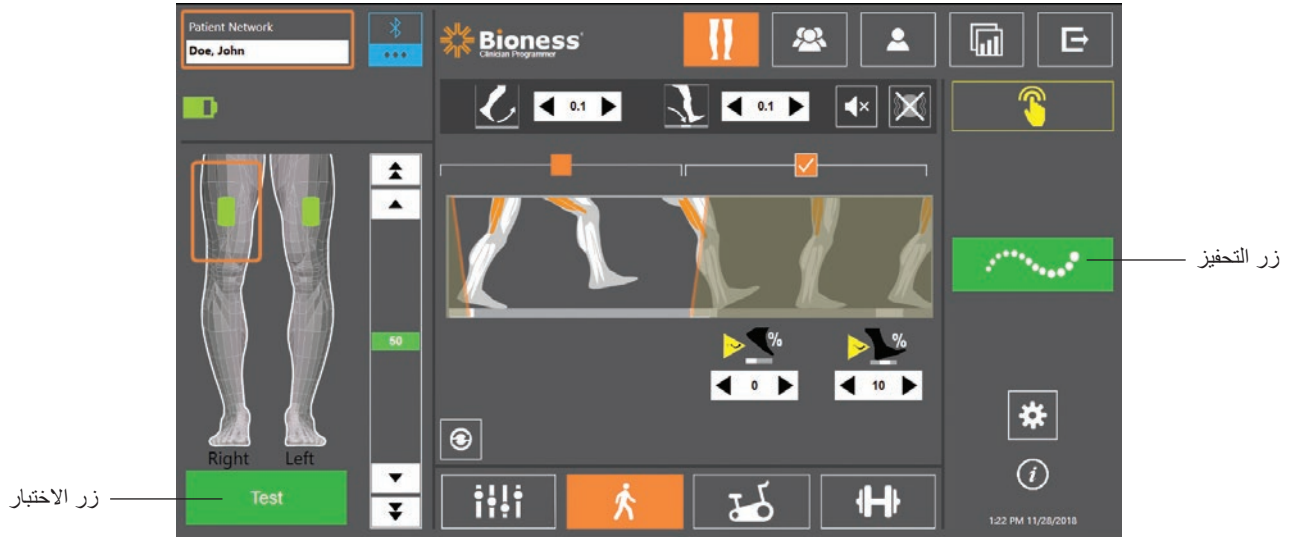 Patient Network
Doe, John
Bioness
Clinician Programmer
0.1
0.1
زر التحفيز
50
%
%
0
10
Right
Left
Test
زر الاختبار
i
1:22 PM 11/28/2018